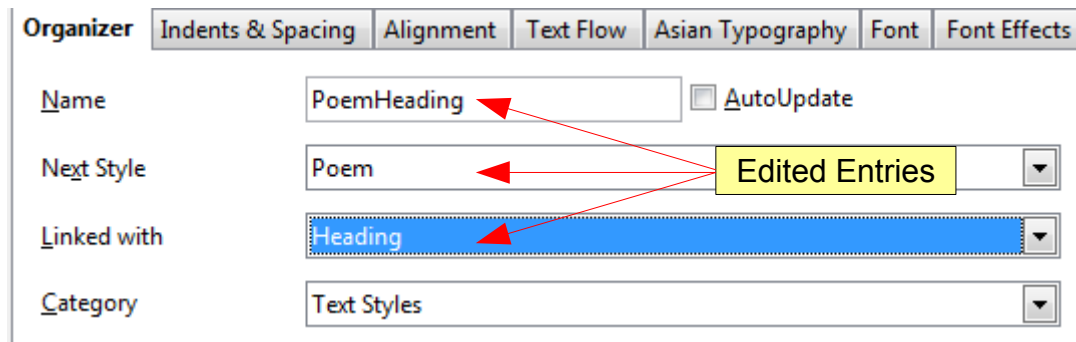 Organizer Indents & Spacing Alignment Text Flow Asian Typography Font Font Effects
Name PoemHeading AutoUpdate
Next Style Poem Edited Entries
Linked with Heading
Category Text Styles